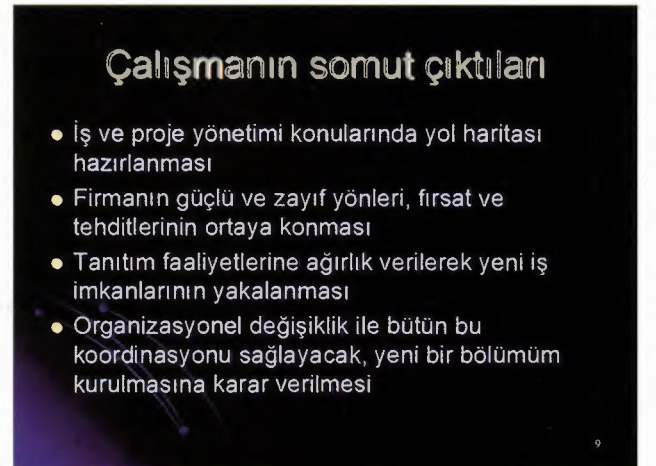 Çalışmanın somut çıktıları
● İş ve proje yönetimi konularında yol haritası
hazırlanması
● Firmanın güçlü ve zayıf yönleri, fırsat ve
tehditlerinin ortaya konması
● Tanıtım faaliyetlerine ağırlık verilerek yeni iş
imkanlarının yakalanması
● Organizasyonel değişiklik ile bütün bu
koordinasyonu sağlayacak, yeni bir bölümüm
kurulmasına karar verilmesi
9